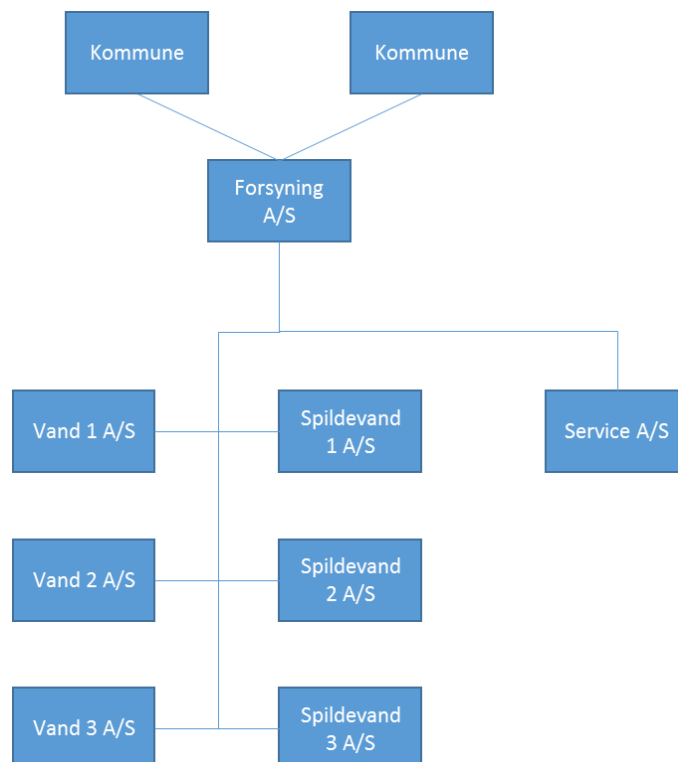 Kommune
Kommune
Forsyning
A/S
Vand 1 A/S
Spildevand
1 A/S
Service A/S
Vand 2 A/S
Spildevand
2 A/S
Vand 3 A/S
Spildevand
3 A/S